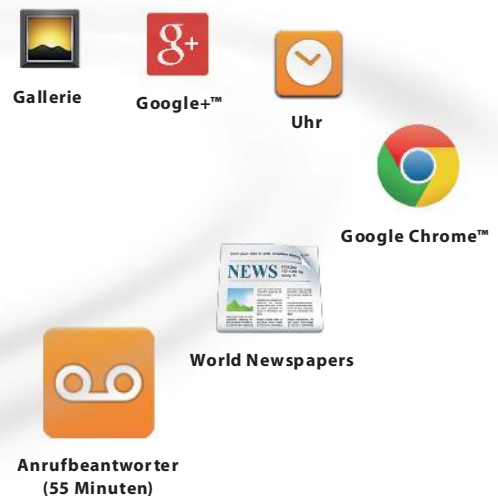 g+
Gallerie
Google+™
Uhr
Google Chrome™
NEWS
World Newspapers
Anrufbeantworter
(55 Minuten)